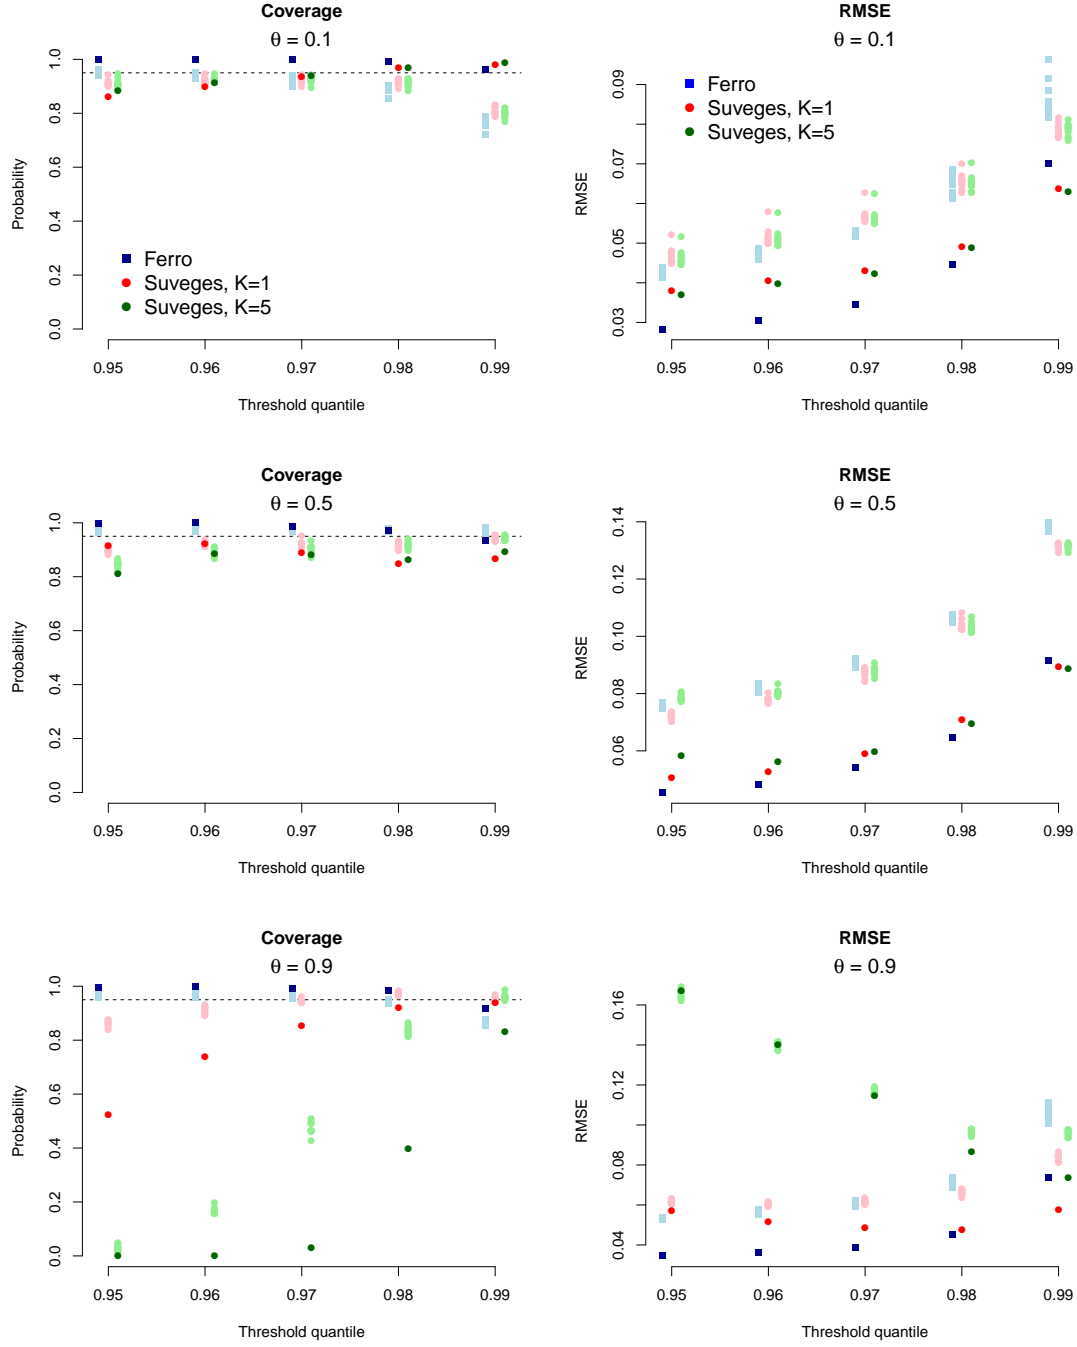 Coverage
θ = 0.1
Probability
1.0
0.8
0.6
0.4
0.2
0.0
Ferro
Suveges, K=1
Suveges, K=5
0.95
0.96
0.97
0.98
0.99
Threshold quantile
RMSE
θ = 0.1
RMSE
0.09
0.07
0.05
0.03
Ferro
Suveges, K=1
Suveges, K=5
0.95
0.96
0.97
0.98
0.99
Threshold quantile
Coverage
θ = 0.5
Probability
1.0
0.8
0.6
0.4
0.2
0.0
0.95
0.96
0.97
0.98
0.99
Threshold quantile
RMSE
θ = 0.5
RMSE
0.14
0.12
0.10
0.08
0.06
0.95
0.96
0.97
0.98
0.99
Threshold quantile
Coverage
θ = 0.9
Probability
1.0
0.8
0.6
0.4
0.2
0.0
0.95
0.96
0.97
0.98
0.99
Threshold quantile
RMSE
θ = 0.9
RMSE
0.16
0.12
0.08
0.04
0.95
0.96
0.97
0.98
0.99
Threshold quantile